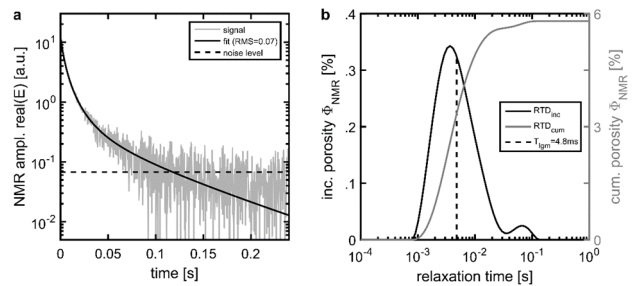 a
NMR ampl. real(E) [a.u.]
10¹
10⁰
10⁻¹
10⁻²
signal
fit (RMS=0.07)
noise level
0
0.05
0.1
0.15
0.2
time [s]
b
inc. porosity Φ_NMR [%]
.4
.3
.2
.1
0
RTD_inc
RTD_cum
T_lgm=4.8ms
6
3
0
cum. porosity Φ_NMR [%]
10⁻⁴
10⁻³
10⁻²
10⁻¹
10⁰
relaxation time [s]